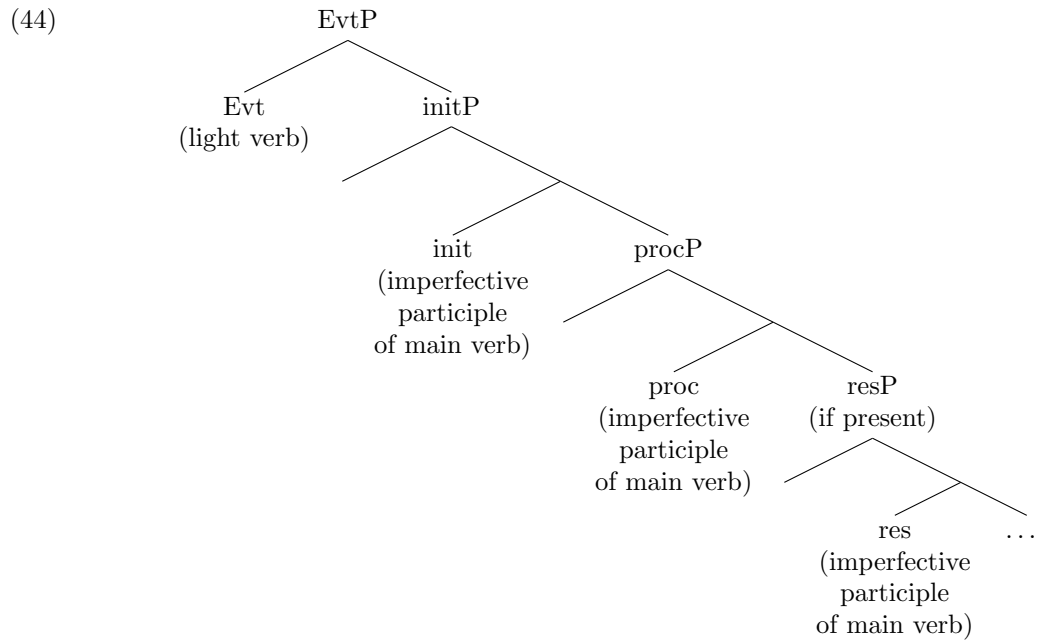 (44)
EvtP
Evt
(light verb)
initP
init
(imperfective
participle
of main verb)
procP
proc
(imperfective
participle
of main verb)
resP
(if present)
res
(imperfective
participle
of main verb)
...